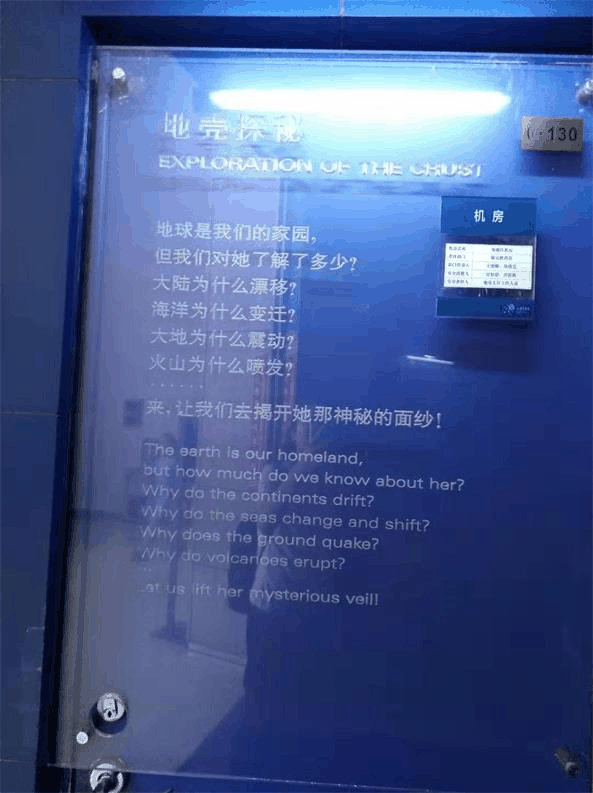 地壳探秘
EXPLORATION OF THE CRUST
130
机房
地球是我们的家园,
但我们对她了解了多少?
大陆为什么漂移?
海洋为什么变迁?
大地为什么震动?
火山为什么喷发?
······
来,让我们去揭开她那神秘的面纱!
The earth is our homeland,
but how much do we know about her?
Why do the continents drift?
Why do the seas change and shift?
Why does the ground quake?
Why do volcanoes erupt?
...
Let us lift her mysterious veil!